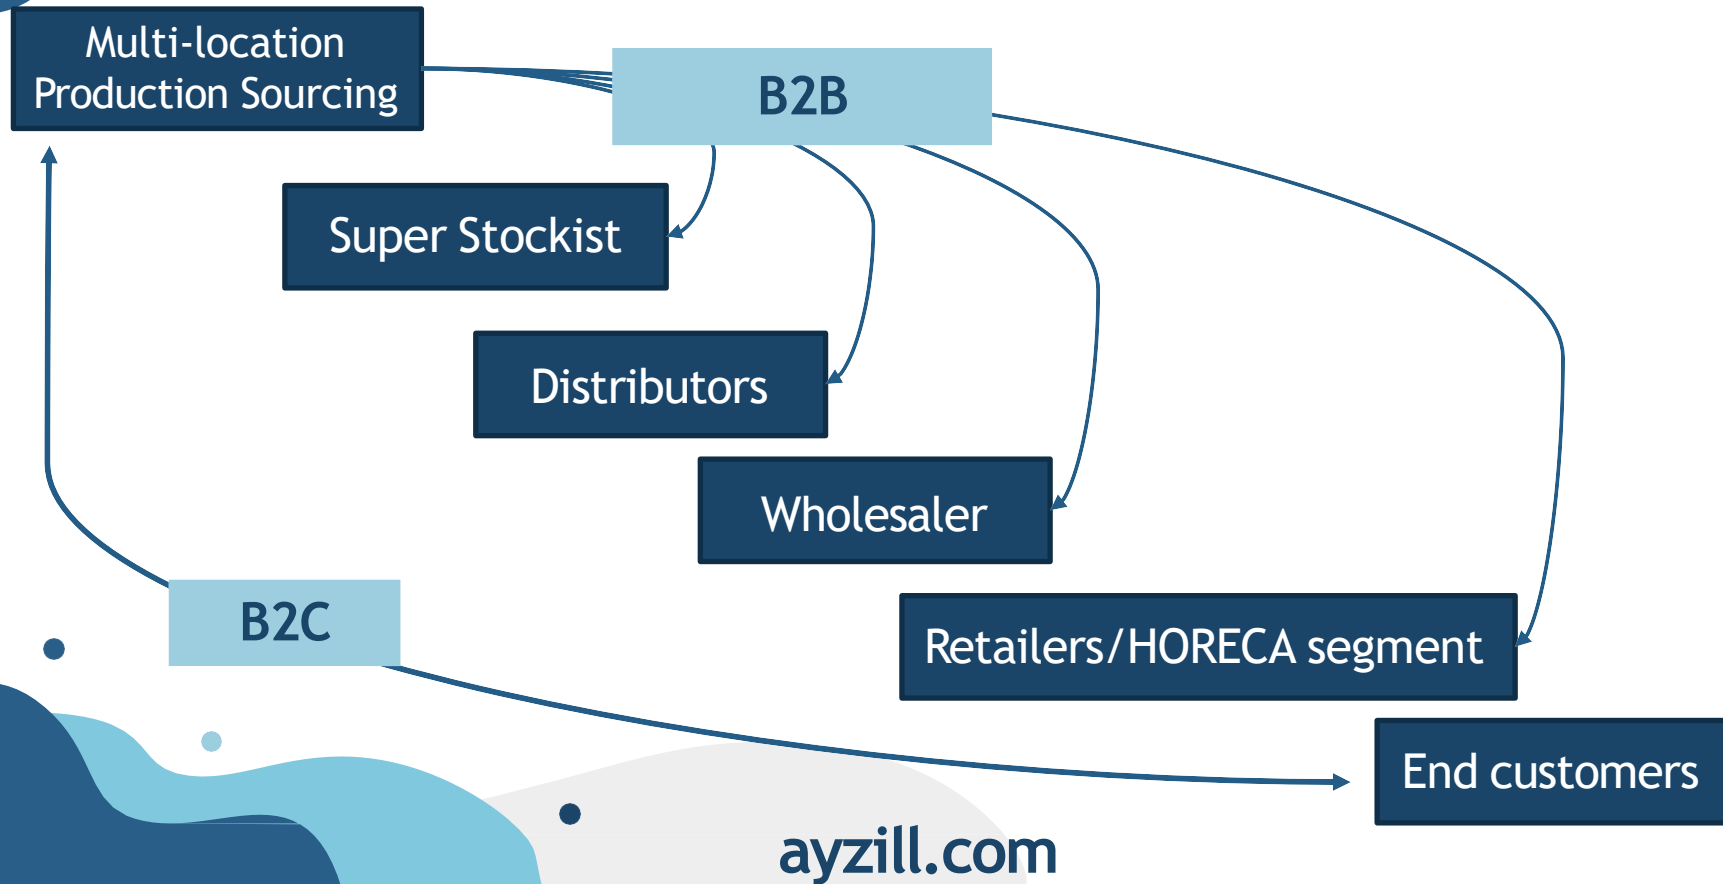 Multi-location
Production Sourcing
B2B
Super Stockist
Distributors
Wholesaler
B2C
Retailers/HORECA segment
End customers
ayzill.com